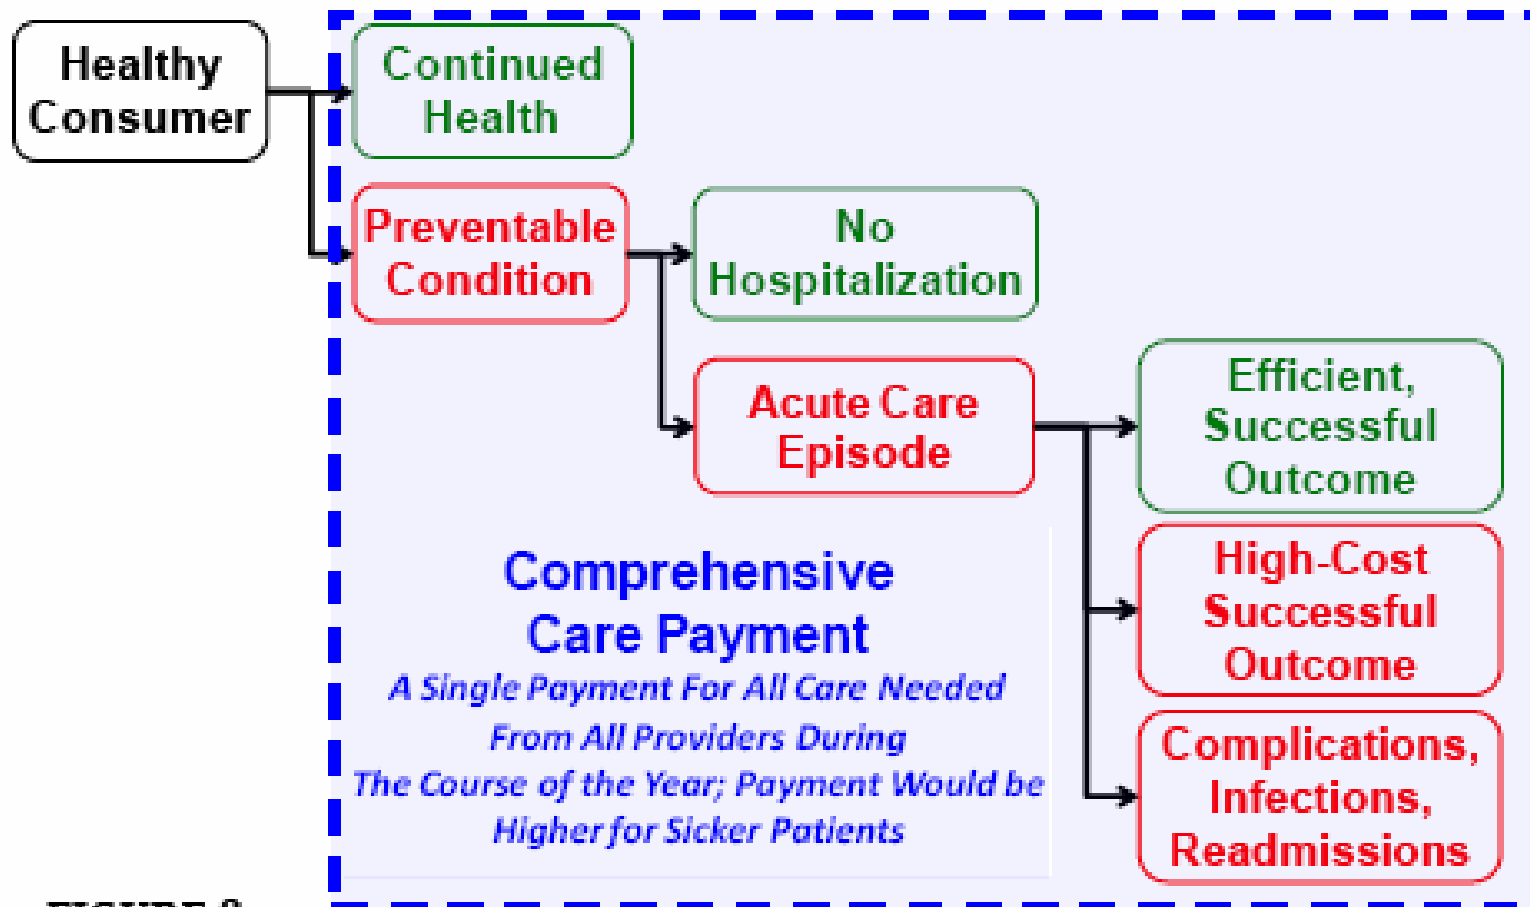 Healthy
Consumer
Continued
Health
Preventable
Condition
No
Hospitalization
Acute Care
Episode
Efficient,
Successful
Outcome
High-Cost
Successful
Outcome
Complications,
Infections,
Readmissions
Comprehensive
Care Payment
A Single Payment For All Care Needed
From All Providers During
The Course of the Year; Payment Would be
Higher for Sicker Patients
FIGURE